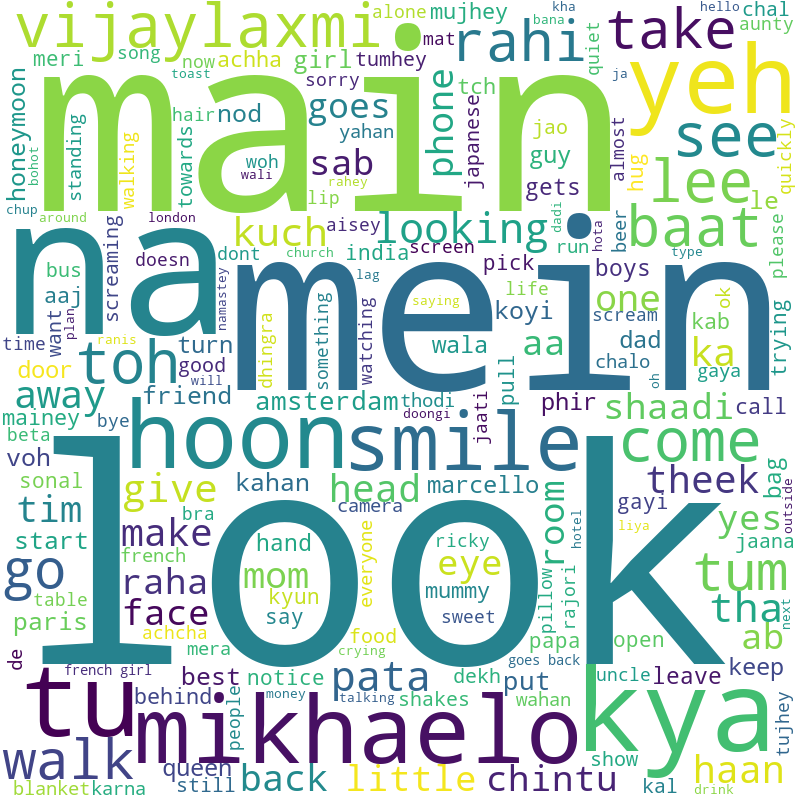 vijaylaxmi alone mujhey mat kha hello chal
meri song now achha girl tumhey rahi bana quiet take ja aunty
toast sorry tch yeh
honeymoon bohot standing main hair nod goes phone japanese jao almost see quickly
walking towards woh yahan sab guy hug
wali rahey lip gets lee le
chup around london aisey looking dadi hota beer baat please
screaming doesn kuch dont india screen run type
bus church pick boys
aaj na namastey mein lag life koyi one ok
time plan want ranis saying scream kab trying
door turn dhingra something watching wala aa dad ka
toh good will pull chalo gaya
away friend amsterdam thodi jaati phir oh shaadi call
mainey bye doongi
beta hoon smile come
voh kahan theek bag outside
sonal give head marcello room gayi yes
tim bra camera liya jaana
start make look ricky hotel
go french hand eye tum
raha mom everyone pillow rajori
table kyun mummy tha
paris face say sweet next
achcha mera food papa open ab
de crying goes back
french girl best notice dekh put uncle leave keep
tu behind people pata shakes wahan kya tujhey
money talking
mikhaelo
walk queen show haan
still back little chintu kal
blanket karna drink